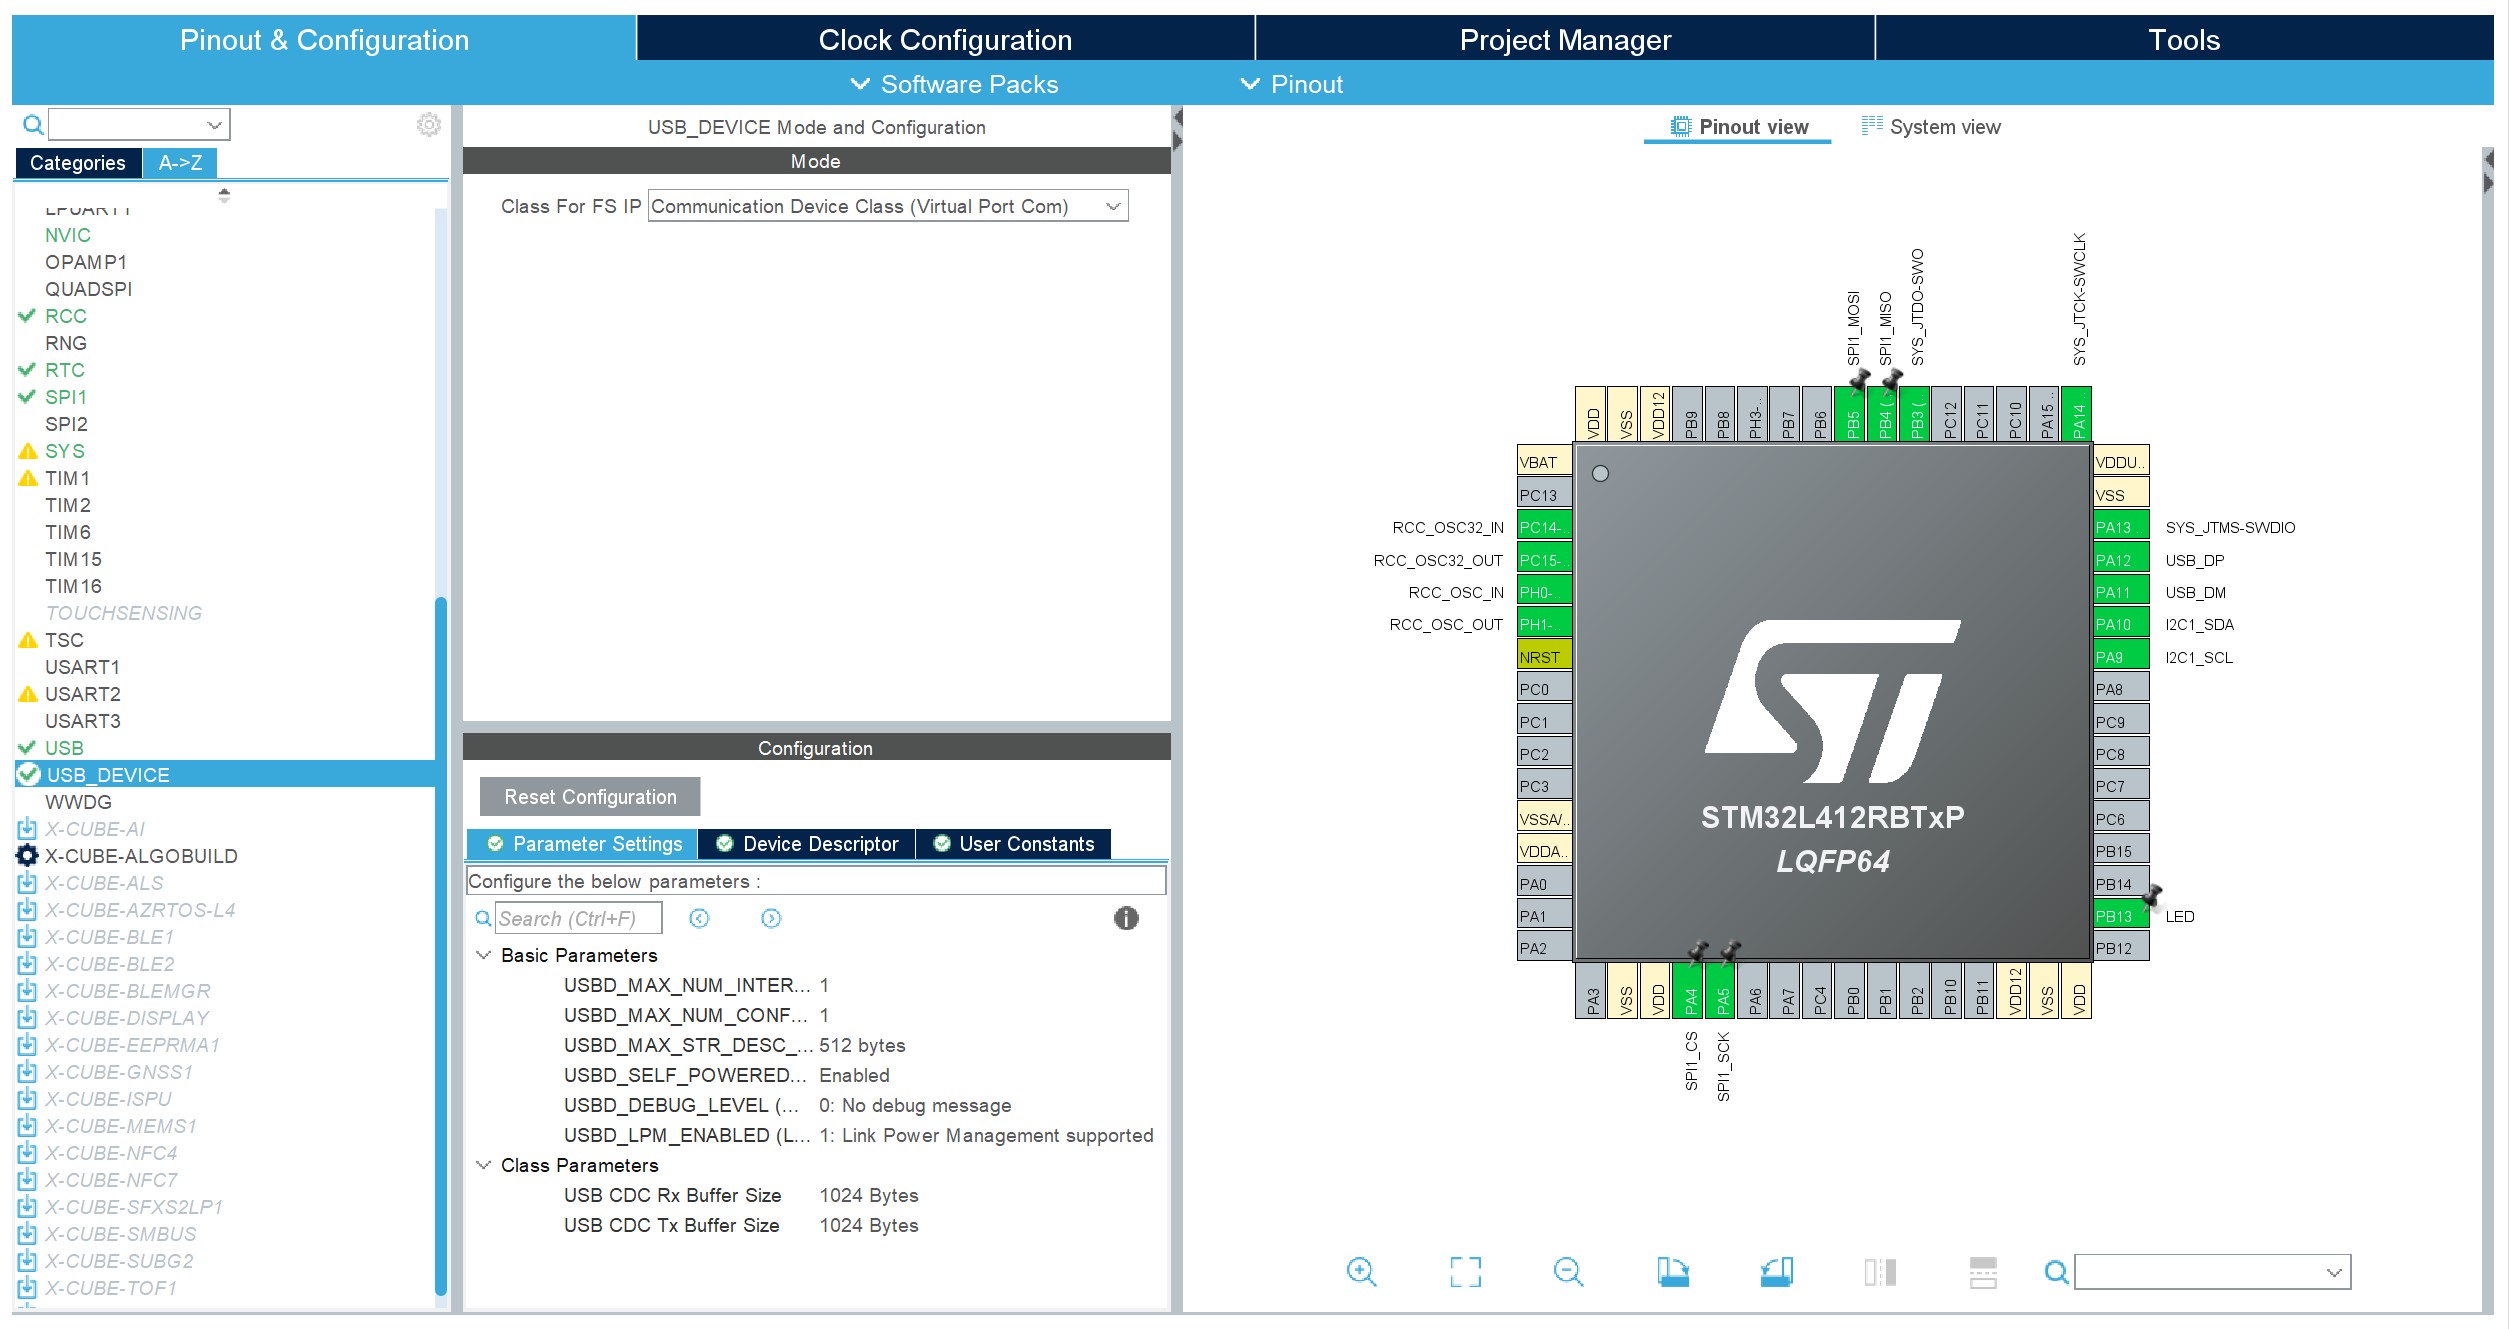 Pinout & Configuration
Clock Configuration
Project Manager
Tools
Software Packs
Pinout
Categories
A->Z
LPUART1
NVIC
OPAMP1
QUADSPI
RCC
RNG
RTC
SPI1
SPI2
SYS
TIM1
TIM2
TIM6
TIM15
TIM16
TOUCHSENSING
TSC
USART1
USART2
USART3
USB
USB_DEVICE
WWDG
X-CUBE-AI
X-CUBE-ALGOBUILD
X-CUBE-ALS
X-CUBE-AZRTOS-L4
X-CUBE-BLE1
X-CUBE-BLE2
X-CUBE-BLEMGR
X-CUBE-DISPLAY
X-CUBE-EEPRMA1
X-CUBE-GNSS1
X-CUBE-ISPU
X-CUBE-MEMS1
X-CUBE-NFC4
X-CUBE-NFC7
X-CUBE-SFXS2LP1
X-CUBE-SMBUS
X-CUBE-SUBG2
X-CUBE-TOF1
USB_DEVICE Mode and Configuration
Mode
Class For FS IP Communication Device Class (Virtual Port Com)
Configuration
Reset Configuration
Parameter Settings
Device Descriptor
User Constants
Configure the below parameters :
Search (Ctrl+F)
Basic Parameters
USBD_MAX_NUM_INTER... 1
USBD_MAX_NUM_CONF... 1
USBD_MAX_STR_DESC_... 512 bytes
USBD_SELF_POWERED... Enabled
USBD_DEBUG_LEVEL (... 0: No debug message
USBD_LPM_ENABLED (L... 1: Link Power Management supported
Class Parameters
USB CDC Rx Buffer Size 1024 Bytes
USB CDC Tx Buffer Size 1024 Bytes
Pinout view
System view
SPI1_MOSI
SPI1_MISO
SYS_JTDO-SWO
SYS_JTCK-SWCLK
VDD
VSS
VDD12
PB9
PB8
PH3-..
PB7
PB6
PB5
PB4 (..
PB3 (..
PC12
PC11
PC10
PA15 ..
PA14 ..
VBAT
PC13
RCC_OSC32_IN PC14-..
RCC_OSC32_OUT PC15-..
RCC_OSC_IN PH0-..
RCC_OSC_OUT PH1-..
NRST
PC0
PC1
PC2
PC3
VSSA/..
VDDA..
PA0
PA1
PA2
ST
STM32L412RBTxP
LQFP64
VDDU..
VSS
PA13 .. SYS_JTMS-SWDIO
PA12 USB_DP
PA11 USB_DM
PA10 I2C1_SDA
PA9 I2C1_SCL
PA8
PC9
PC8
PC7
PC6
PB15
PB14
PB13 LED
PB12
PA3
VSS
VDD
PA4
PA5
PA6
PA7
PC4
PB0
PB1
PB2
PB10
PB11
VDD12
VSS
VDD
SPI1_CS
SPI1_SCK